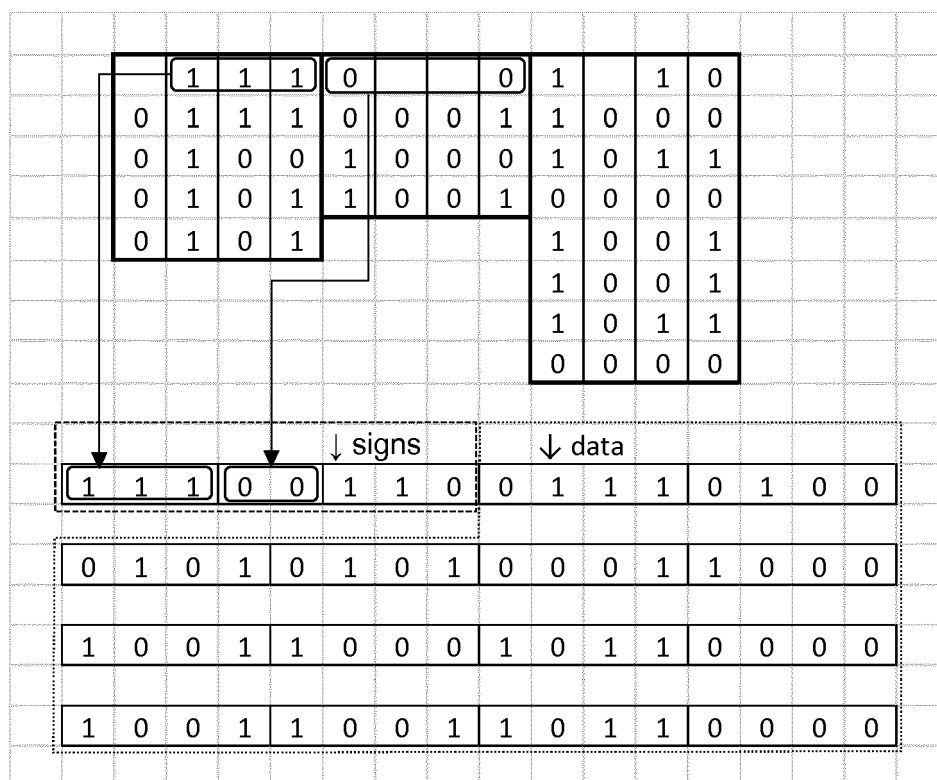 1 1 1 0 0 1 1 0
0 1 1 1 0 0 0 1 1 0 0 0
0 1 0 0 1 0 0 0 1 0 1 1
0 1 0 1 1 0 0 1 0 0 0 0
0 1 0 1 1 0 0 1
1 0 0 1
1 0 1 1
0 0 0 0
↓ signs ↓ data
1 1 1 0 0 1 1 0 0 1 1 1 0 1 0 0
0 1 0 1 0 1 0 1 0 0 0 1 1 0 0 0
1 0 0 1 1 0 0 0 1 0 1 1 0 0 0 0
1 0 0 1 1 0 0 1 1 0 1 1 0 0 0 0